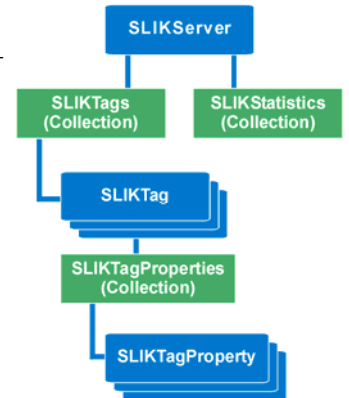 SLIKServer
SLIKTags
(Collection)
SLIKStatistics
(Collection)
SLIKTag
SLIKTagProperties
(Collection)
SLIKTagProperty